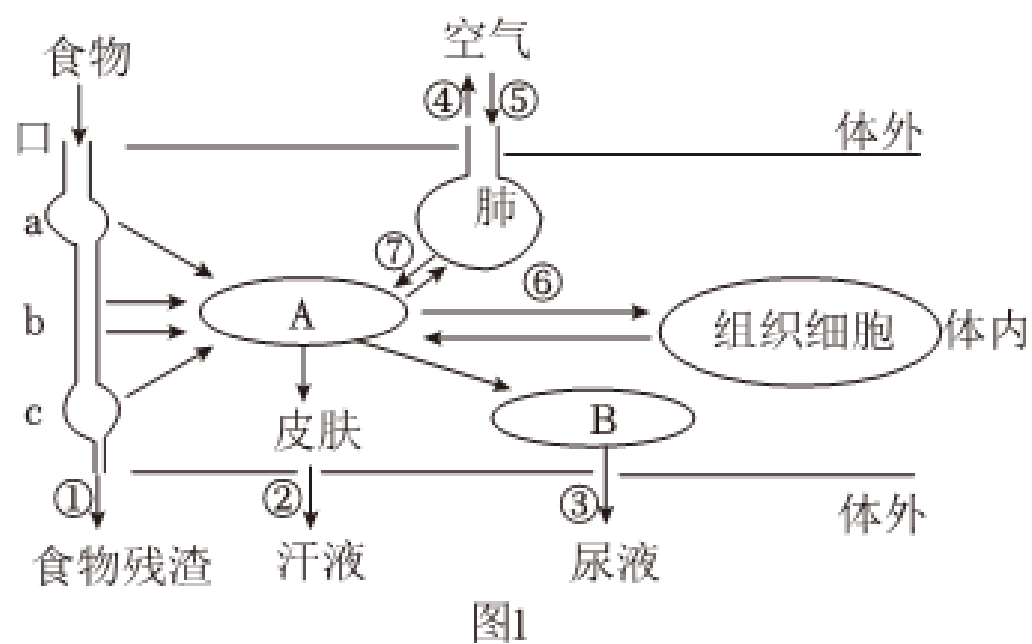 食物
空气
④ ⑤
口
体外
a
肺
⑦
⑥
b
A
组织细胞 体内
c
皮肤
B
① ② ③
体外
食物残渣 汗液 尿液
图1